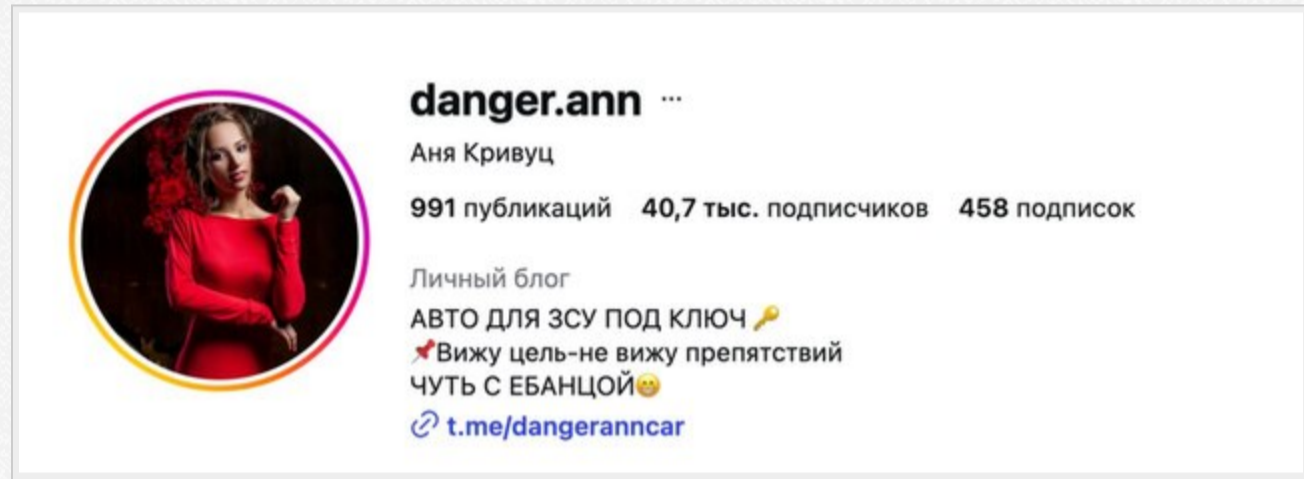 danger.ann ...
Аня Кривуц
991 публикаций 40,7 тыс. подписчиков 458 подписок
Личный блог
АВТО ДЛЯ ЗСУ ПОД КЛЮЧ🔑
📌Вижу цель-не вижу препятствий
ЧУТЬ С ЕБАНЦОЙ😁
t.me/dangeranncar